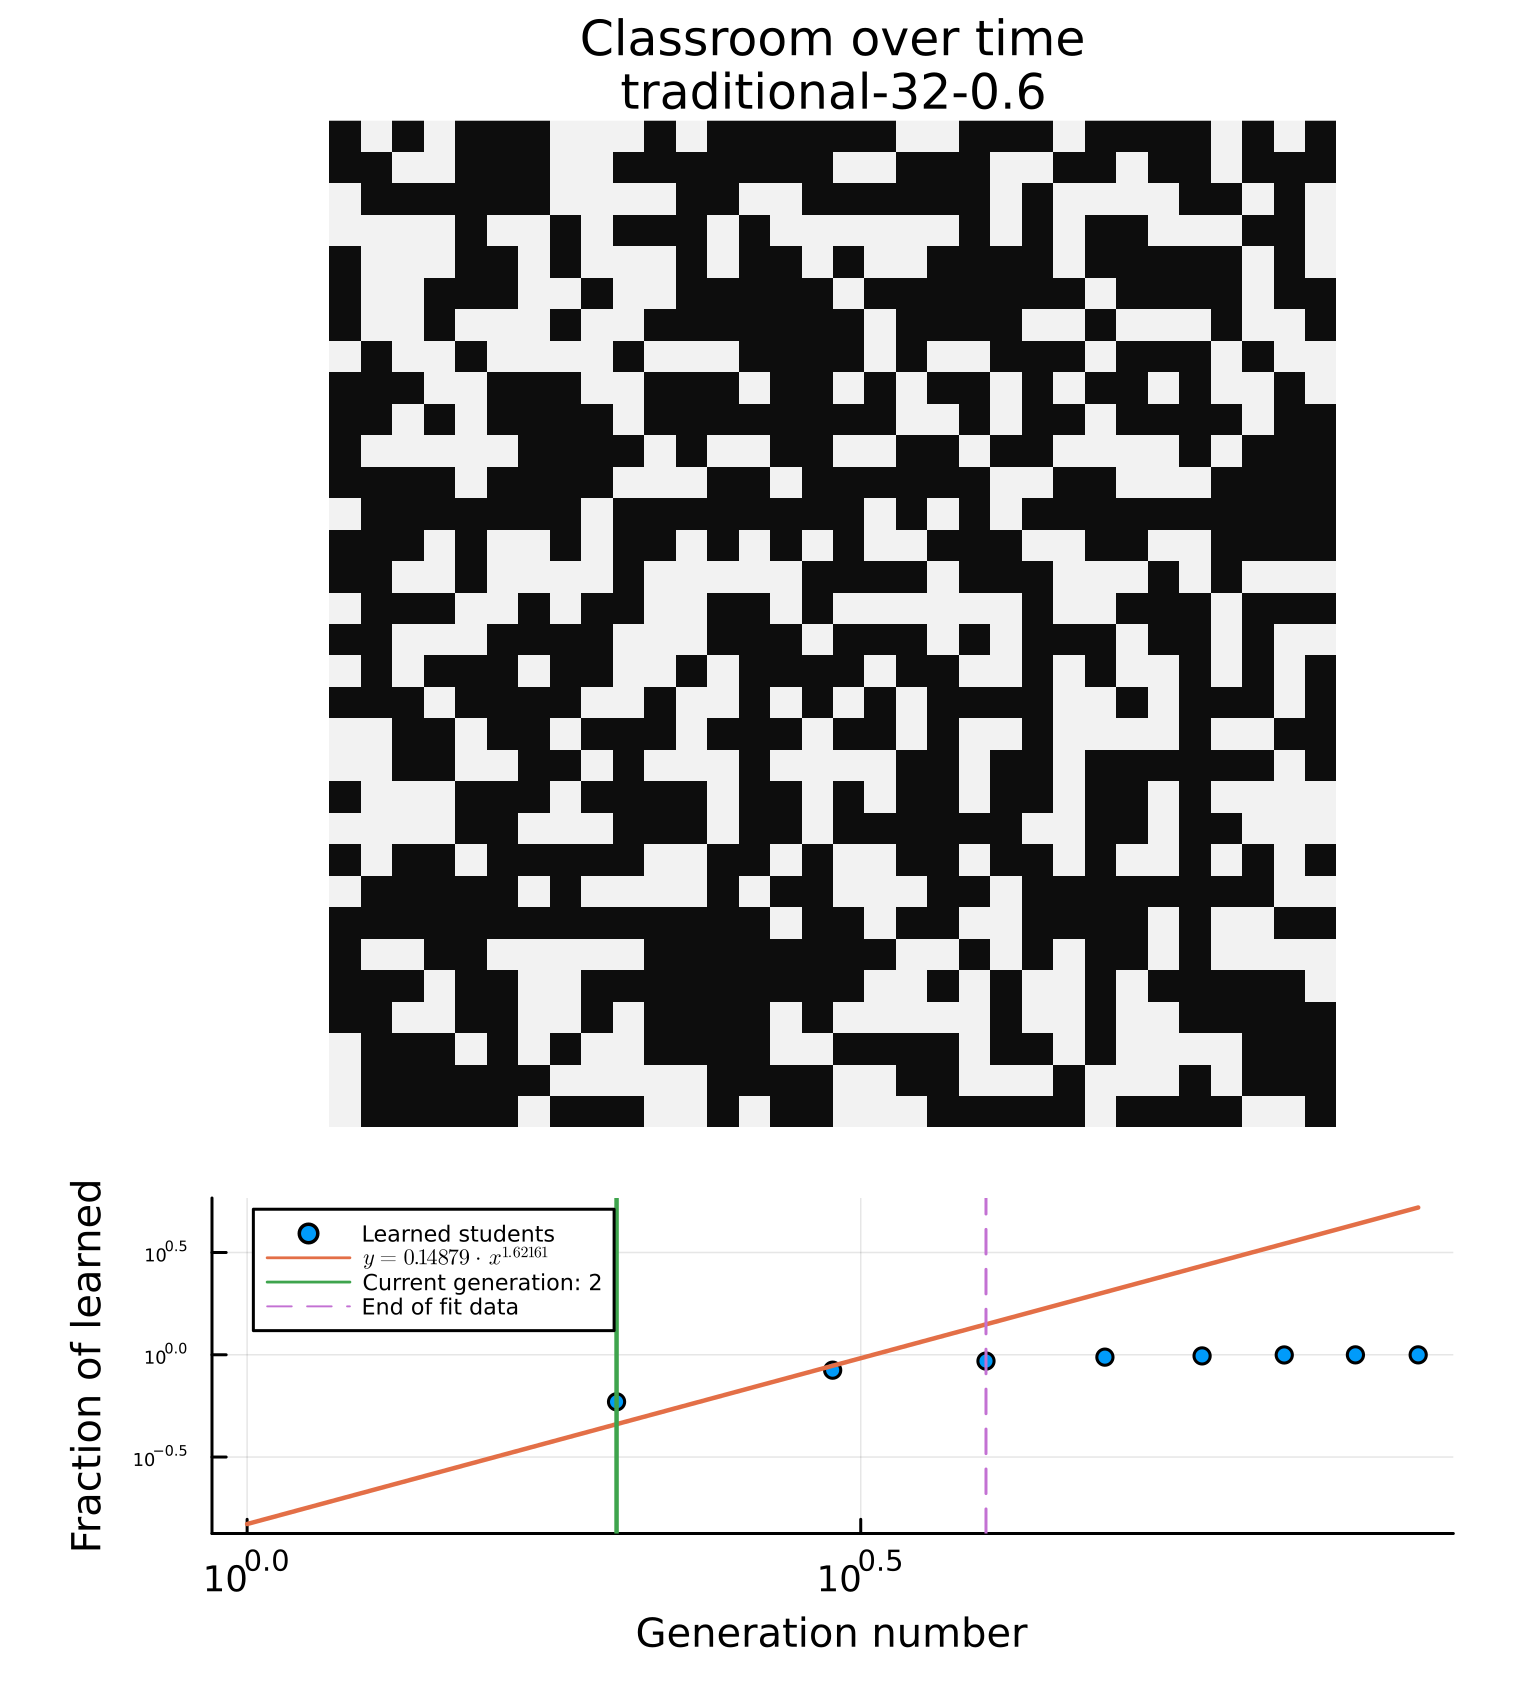 Classroom over time
traditional-32-0.6
Fraction of learned
10^0.5
10^0.0
10^−0.5
Learned students
y = 0.14879 · x^1.62161
Current generation: 2
End of fit data
10^0.0
10^0.5
Generation number